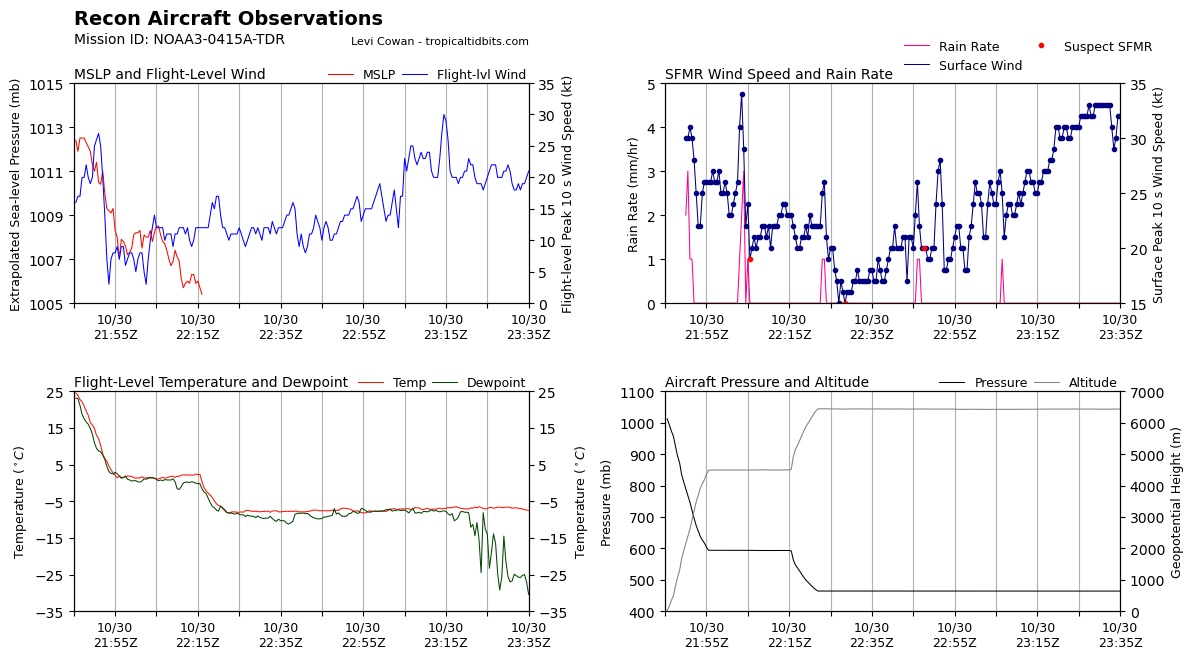 Recon Aircraft Observations
Mission ID: NOAA3-0415A-TDR
Levi Cowan - tropicaltidbits.com
MSLP and Flight-Level Wind
MSLP
Flight-lvl Wind
Extrapolated Sea-level Pressure (mb)
1015
1013
1011
1009
1007
1005
35
30
25
20
15
10
5
0
Flight-level Peak 10 s Wind Speed (kt)
10/30 10/30 10/30 10/30 10/30 10/30
21:55Z 22:15Z 22:35Z 22:55Z 23:15Z 23:35Z
Rain Rate
Suspect SFMR
Surface Wind
SFMR Wind Speed and Rain Rate
Rain Rate (mm/hr)
5
4
3
2
1
0
35
30
25
20
15
Surface Peak 10 s Wind Speed (kt)
10/30 10/30 10/30 10/30 10/30 10/30
21:55Z 22:15Z 22:35Z 22:55Z 23:15Z 23:35Z
Flight-Level Temperature and Dewpoint
Temp
Dewpoint
Temperature (°C)
25
15
5
−5
−15
−25
−35
25
15
5
−5
−15
−25
−35
Temperature (°C)
10/30 10/30 10/30 10/30 10/30 10/30
21:55Z 22:15Z 22:35Z 22:55Z 23:15Z 23:35Z
Aircraft Pressure and Altitude
Pressure
Altitude
Pressure (mb)
1100
1000
900
800
700
600
500
400
7000
6000
5000
4000
3000
2000
1000
0
Geopotential Height (m)
10/30 10/30 10/30 10/30 10/30 10/30
21:55Z 22:15Z 22:35Z 22:55Z 23:15Z 23:35Z